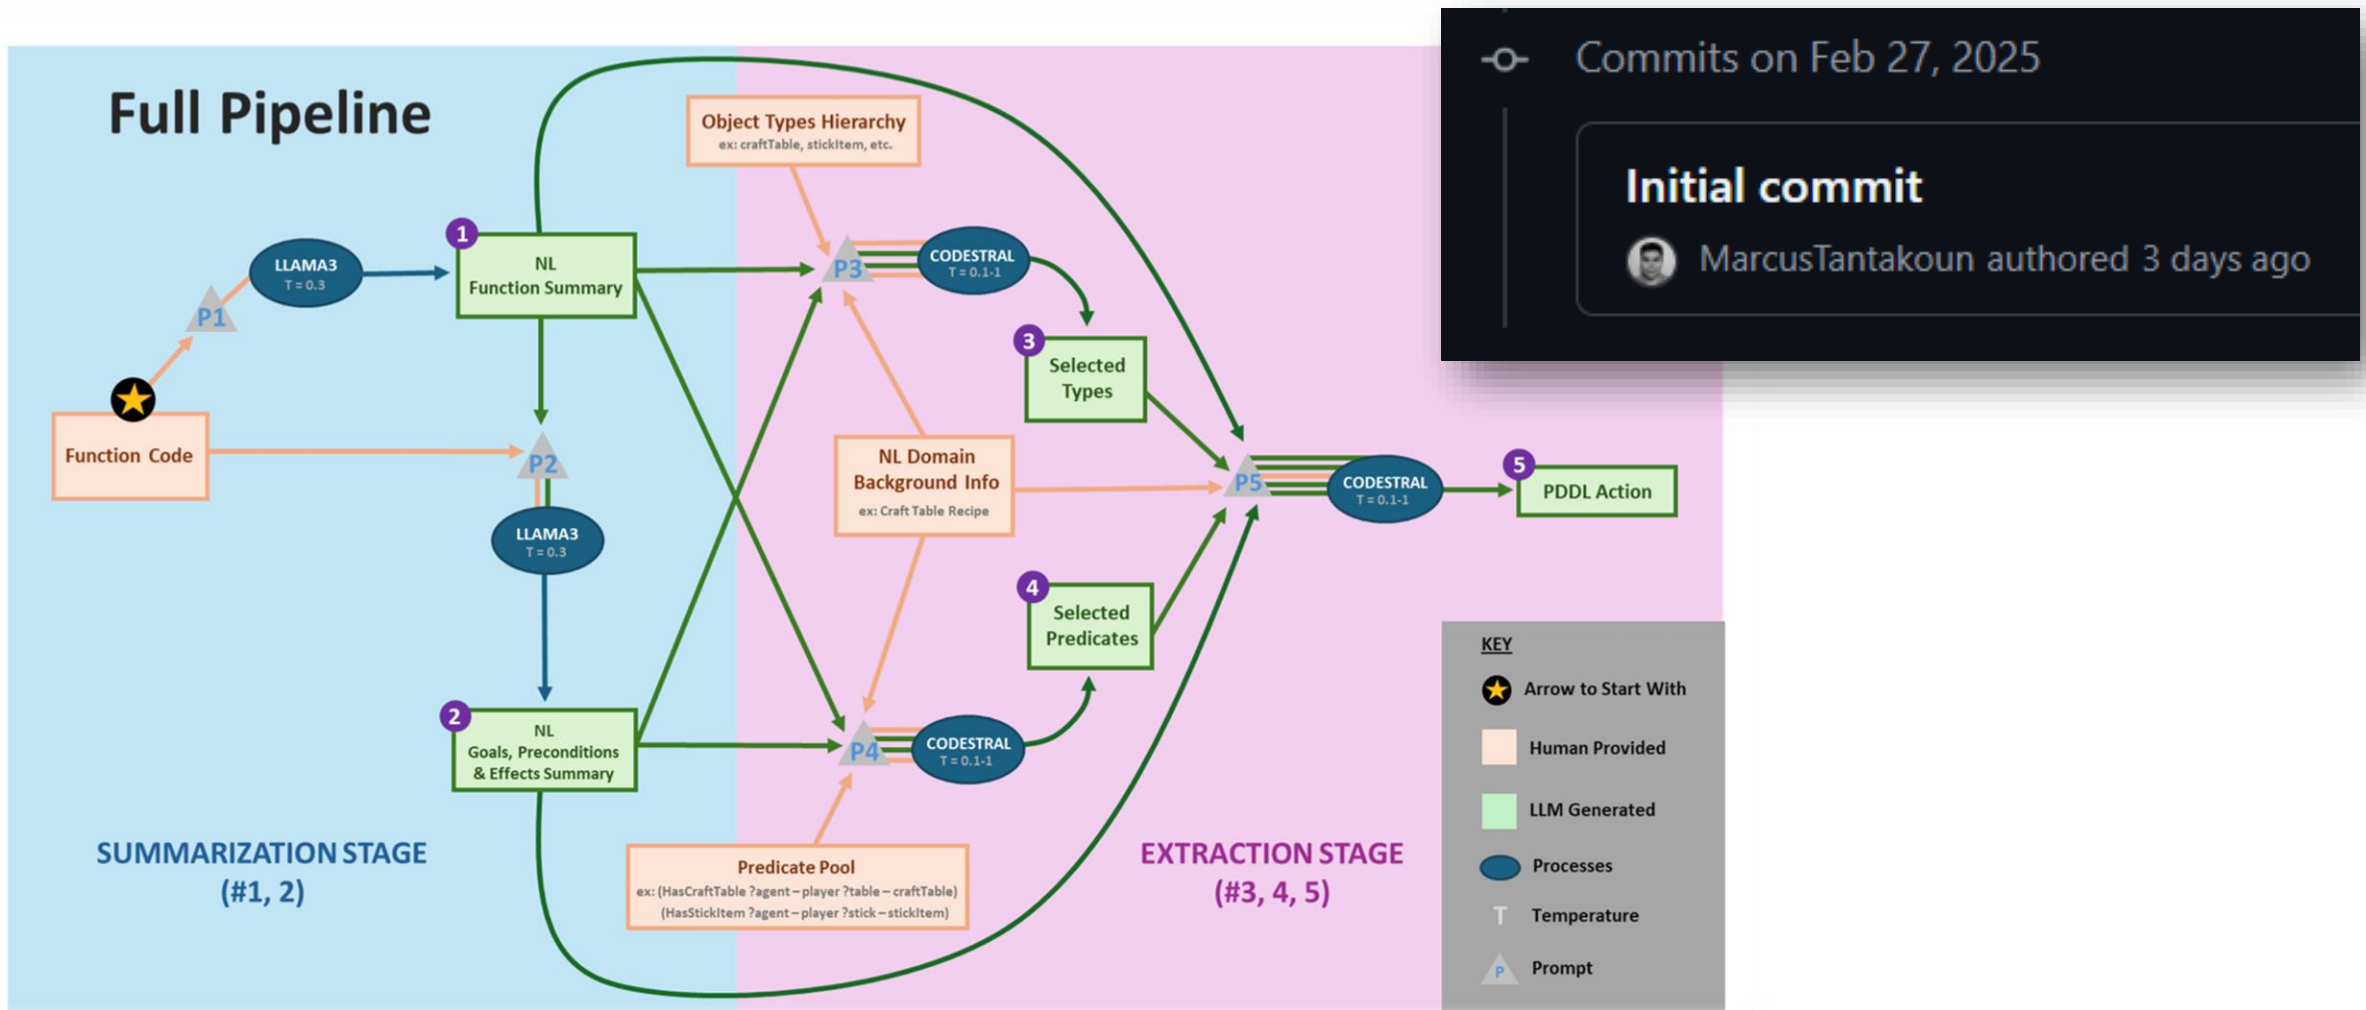 Full Pipeline
Commits on Feb 27, 2025
Initial commit
MarcusTantakoun authored 3 days ago
Object Types Hierarchy
ex: craftTable, stickItem, etc.
1
NL
Function Summary
LLAMA3
T = 0.3
P1
Function Code
P2
LLAMA3
T = 0.3
2
NL
Goals, Preconditions
& Effects Summary
P3
CODESTRAL
T = 0.1-1
3
Selected
Types
NL Domain
Background Info
ex: Craft Table Recipe
P5
CODESTRAL
T = 0.1-1
5
PDDL Action
4
Selected
Predicates
P4
CODESTRAL
T = 0.1-1
Predicate Pool
ex: (HasCraftTable ?agent – player ?table – craftTable)
(HasStickItem ?agent – player ?stick – stickItem)
SUMMARIZATION STAGE
(#1, 2)
EXTRACTION STAGE
(#3, 4, 5)
KEY
Arrow to Start With
Human Provided
LLM Generated
Processes
T Temperature
P Prompt